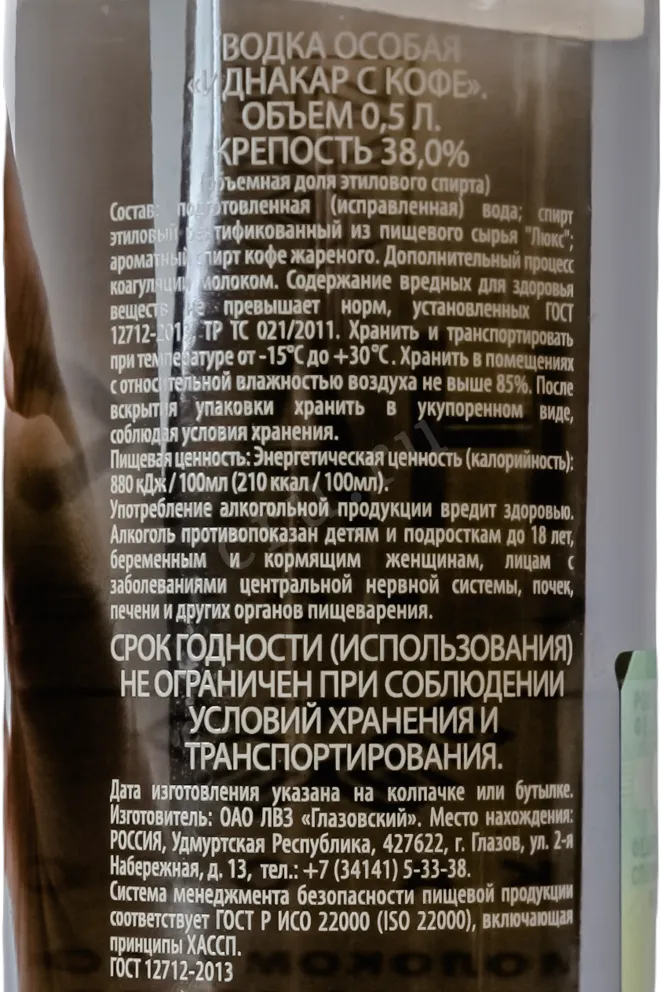 ВОДКА ОСОБАЯ
«ИДНАКАР С КОФЕ».
ОБЪЕМ 0,5 Л.
КРЕПОСТЬ 38,0%
(объемная доля этилового спирта)
Состав: подготовленная (исправленная) вода; спирт
этиловый ректификованный из пищевого сырья "Люкс";
ароматный спирт кофе жареного. Дополнительный процесс
коагуляции молоком. Содержание вредных для здоровья
веществ не превышает норм, установленных ГОСТ
12712-2013, ТР ТС 021/2011. Хранить и транспортировать
при температуре от -15°С до +30°С. Хранить в помещениях
с относительной влажностью воздуха не выше 85%. После
вскрытия упаковки хранить в укупоренном виде,
соблюдая условия хранения.
Пищевая ценность: Энергетическая ценность (калорийность):
880 кДж / 100мл (210 ккал / 100мл).
Употребление алкогольной продукции вредит здоровью.
Алкоголь противопоказан детям и подросткам до 18 лет,
беременным и кормящим женщинам, лицам с
заболеваниями центральной нервной системы, почек,
печени и других органов пищеварения.
СРОК ГОДНОСТИ (ИСПОЛЬЗОВАНИЯ)
НЕ ОГРАНИЧЕН ПРИ СОБЛЮДЕНИИ
УСЛОВИЙ ХРАНЕНИЯ И
ТРАНСПОРТИРОВАНИЯ.
Дата изготовления указана на колпачке или бутылке.
Изготовитель: ОАО ЛВЗ «Глазовский». Место нахождения:
РОССИЯ, Удмуртская Республика, 427622, г. Глазов, ул. 2-я
Набережная, д. 13, тел.: +7 (34141) 5-33-38.
Система менеджмента безопасности пищевой продукции
соответствует ГОСТ Р ИСО 22000 (ISO 22000), включающая
принципы ХАССП.
ГОСТ 12712-2013